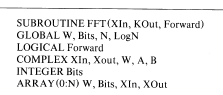 SUBROUTINE FFT(XIn, KOut, Forward)
GLOBAL W, Bits, N, LogN
LOGICAL Forward
COMPLEX XIn, Xout, W, A, B
INTEGER Bits
ARRAY(0:N) W, Bits, XIn, XOut